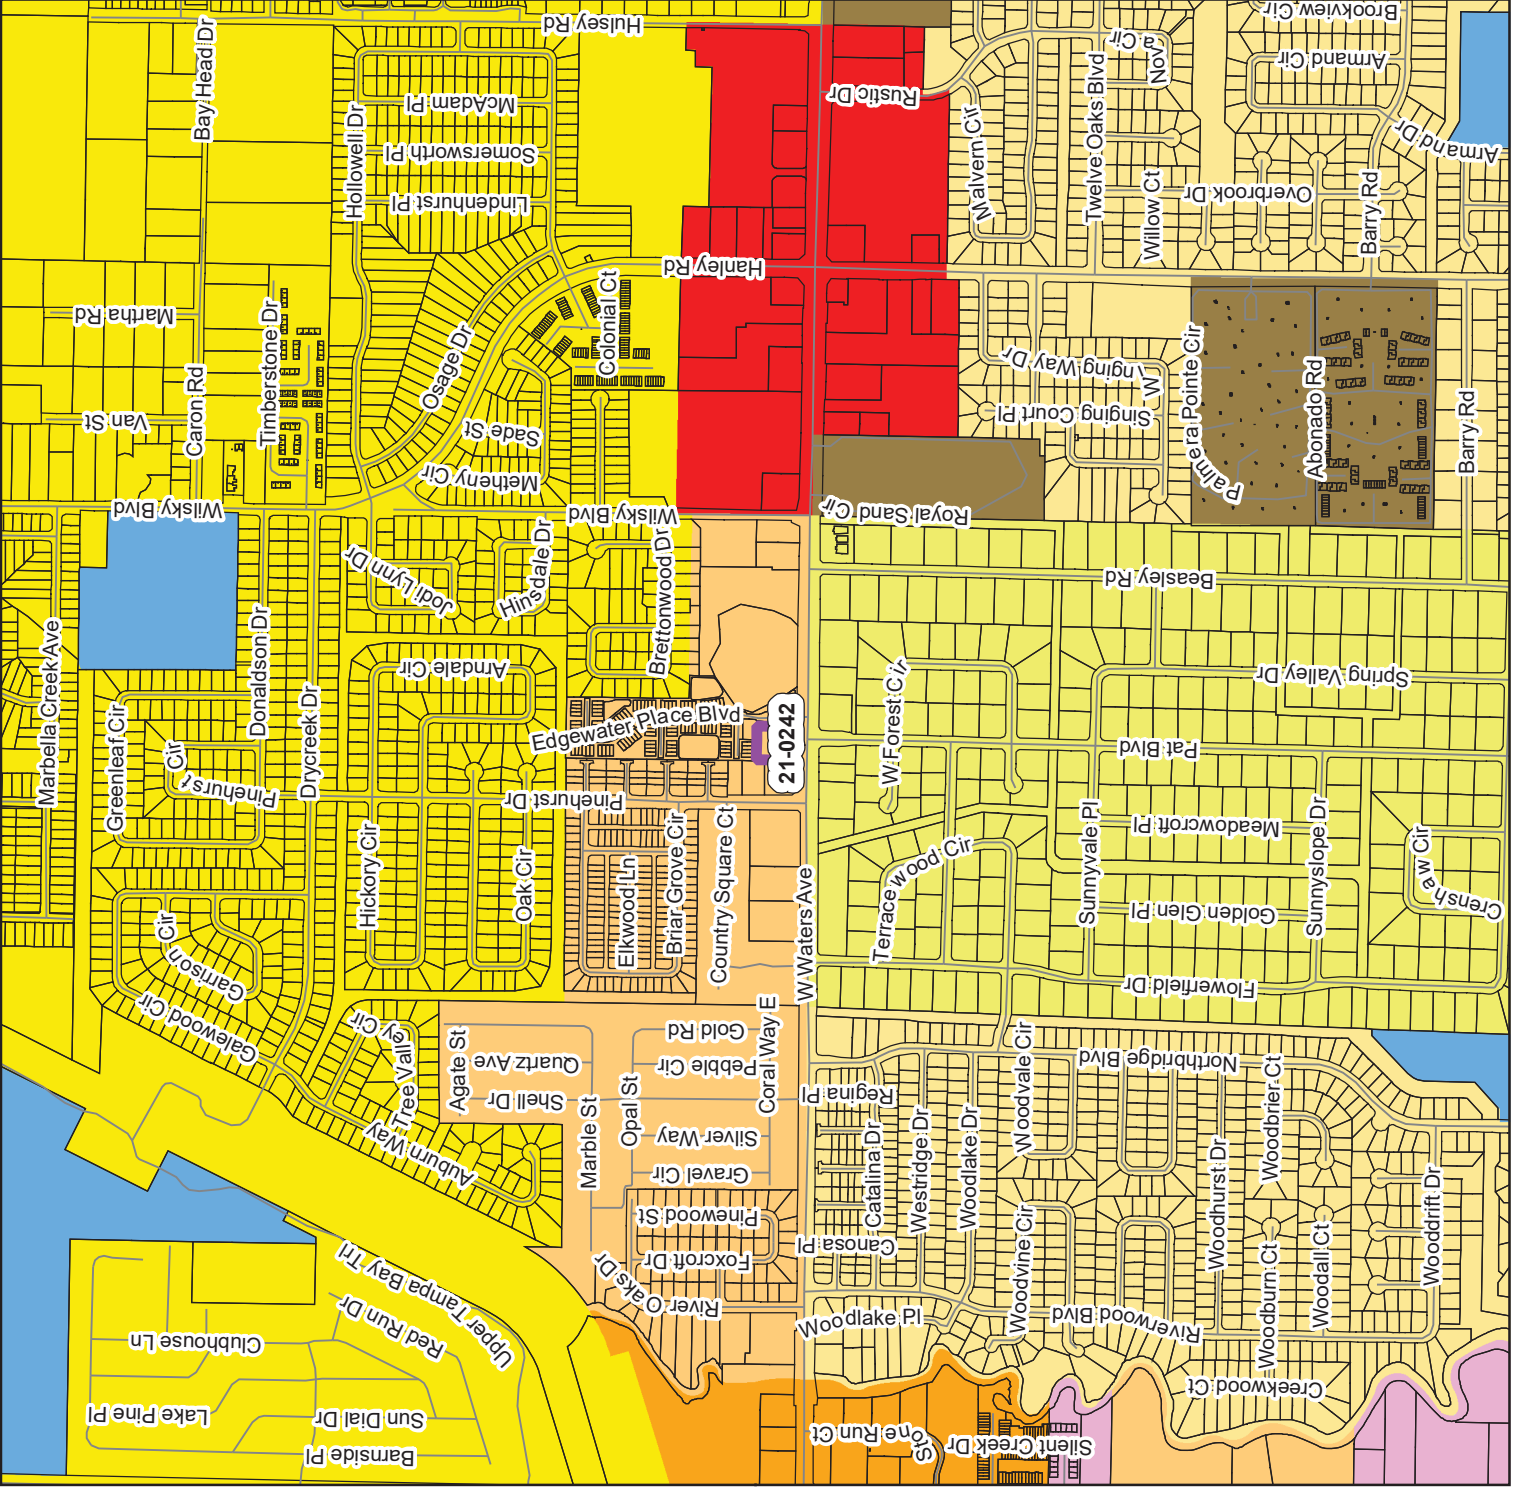 Hulsey Rd
Brookview Cir
Bay Head Dr
Nova Cir
Armand Cir
McAdam Pl
Rustic Dr
Hollowell Dr
Malvern Cir
Twelve Oaks Blvd
Armand Dr
Somersworth Pl
Lindenhurst Pl
Willow Ct
Overbrook Dr
Barry Rd
Hanley Rd
Martha Rd
Timberstone Dr
Colonial Ct
Osage Dr
Winging Way Dr
Palmera Pointe Cir
Van St
Caron Rd
Sade St
Singing Court Pl
Abonado Rd
Barry Rd
Metheny Cir
Wilsky Blvd
Wilsky Blvd
Royal Sand Cir
Jodi Lynn Dr
Hinsdale Dr
Brettonwood Dr
Beasley Rd
Marbella Creek Ave
Donaldson Dr
Arndale Cir
W Forest Cir
Spring Valley Dr
Greenleaf Cir
Drycreek Dr
Edgewater Place Blvd
21-0242
Pat Blvd
Pinehurst Cir
Pinehurst Dr
Hickory Cir
Oak Cir
Elkwood Ln
Briar Grove Cir
Country Square Ct
W Waters Ave
Terracewood Cir
Sunnyvale Pl
Meadowcroft Pl
Sunnyslope Dr
Crenshaw Cir
Golden Glen Pl
Garrison Cir
Galewood Cir
Flowerfield Dr
Tree Valley Cir
Agate St
Quartz Ave
Gold Rd
Coral Way E
Pebble Cir
Woodvale Cir
Northbridge Blvd
Shell Dr
Marble St
Opal St
Regina Pl
Woodbrier Ct
Auburn Way
Silver Way
Catalina Dr
Westridge Dr
Woodlake Dr
Gravel Cir
Woodhurst Dr
Woodrift Dr
Pinewood St
Canosa Pl
Woodvine Cir
Upper Tampa Bay Trl
Foxcroft Dr
River Oaks Dr
Woodburn Ct
Woodall Ct
Red Run Dr
Clubhouse Ln
Woodlake Pl
Riverwood Blvd
Creekwood Ct
Lake Pine Pl
Sun Dial Dr
Stone Run Ct
Silent Creek Dr
Barnside Pl